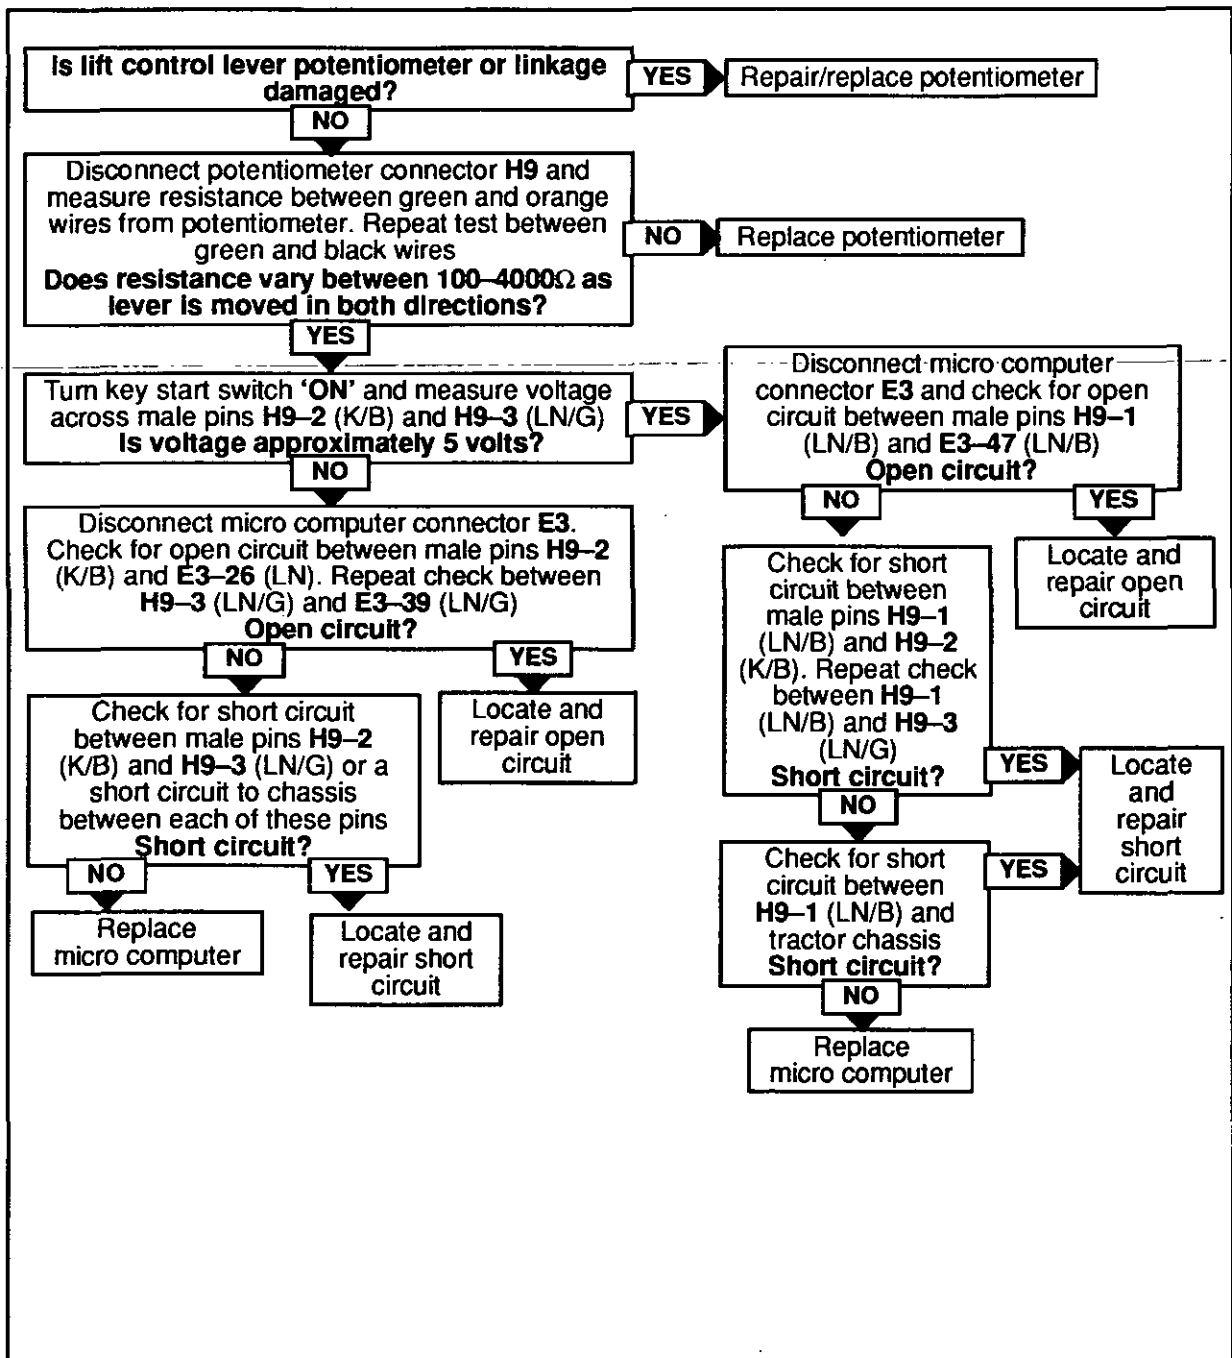 Is lift control lever potentiometer or linkage
damaged?
YES
Repair/replace potentiometer
NO
Disconnect potentiometer connector H9 and
measure resistance between green and orange
wires from potentiometer. Repeat test between
green and black wires
Does resistance vary between 100–4000Ω as
lever is moved in both directions?
NO
Replace potentiometer
YES
Turn key start switch ‘ON’ and measure voltage
across male pins H9–2 (K/B) and H9–3 (LN/G)
Is voltage approximately 5 volts?
YES
Disconnect micro computer
connector E3 and check for open
circuit between male pins H9–1
(LN/B) and E3–47 (LN/B)
Open circuit?
NO
YES
Locate and
repair open
circuit
NO
Disconnect micro computer connector E3.
Check for open circuit between male pins H9–2
(K/B) and E3–26 (LN). Repeat check between
H9–3 (LN/G) and E3–39 (LN/G)
Open circuit?
NO
YES
Locate and
repair open
circuit
Check for short circuit
between male pins H9–2
(K/B) and H9–3 (LN/G) or a
short circuit to chassis
between each of these pins
Short circuit?
NO
YES
Replace
micro computer
Locate and
repair short
circuit
Check for short
circuit between
male pins H9–1
(LN/B) and H9–2
(K/B). Repeat check
between H9–1
(LN/B) and H9–3
(LN/G)
Short circuit?
YES
Locate
and
repair
short
circuit
NO
Check for short
circuit between
H9–1 (LN/B) and
tractor chassis
Short circuit?
YES
NO
Replace
micro computer